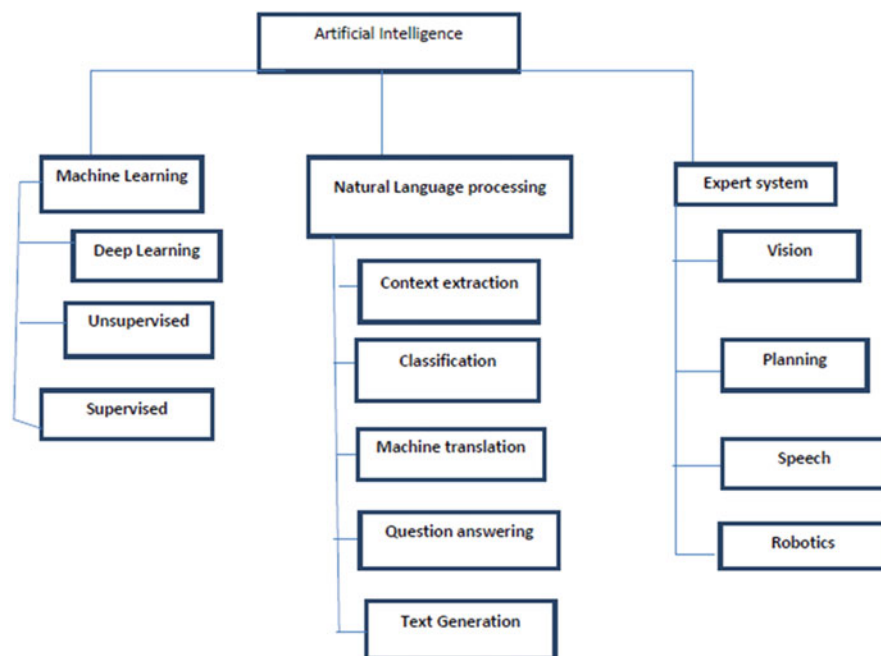 Artificial Intelligence
Machine Learning
Deep Learning
Unsupervised
Supervised
Natural Language processing
Context extraction
Classification
Machine translation
Question answering
Text Generation
Expert system
Vision
Planning
Speech
Robotics